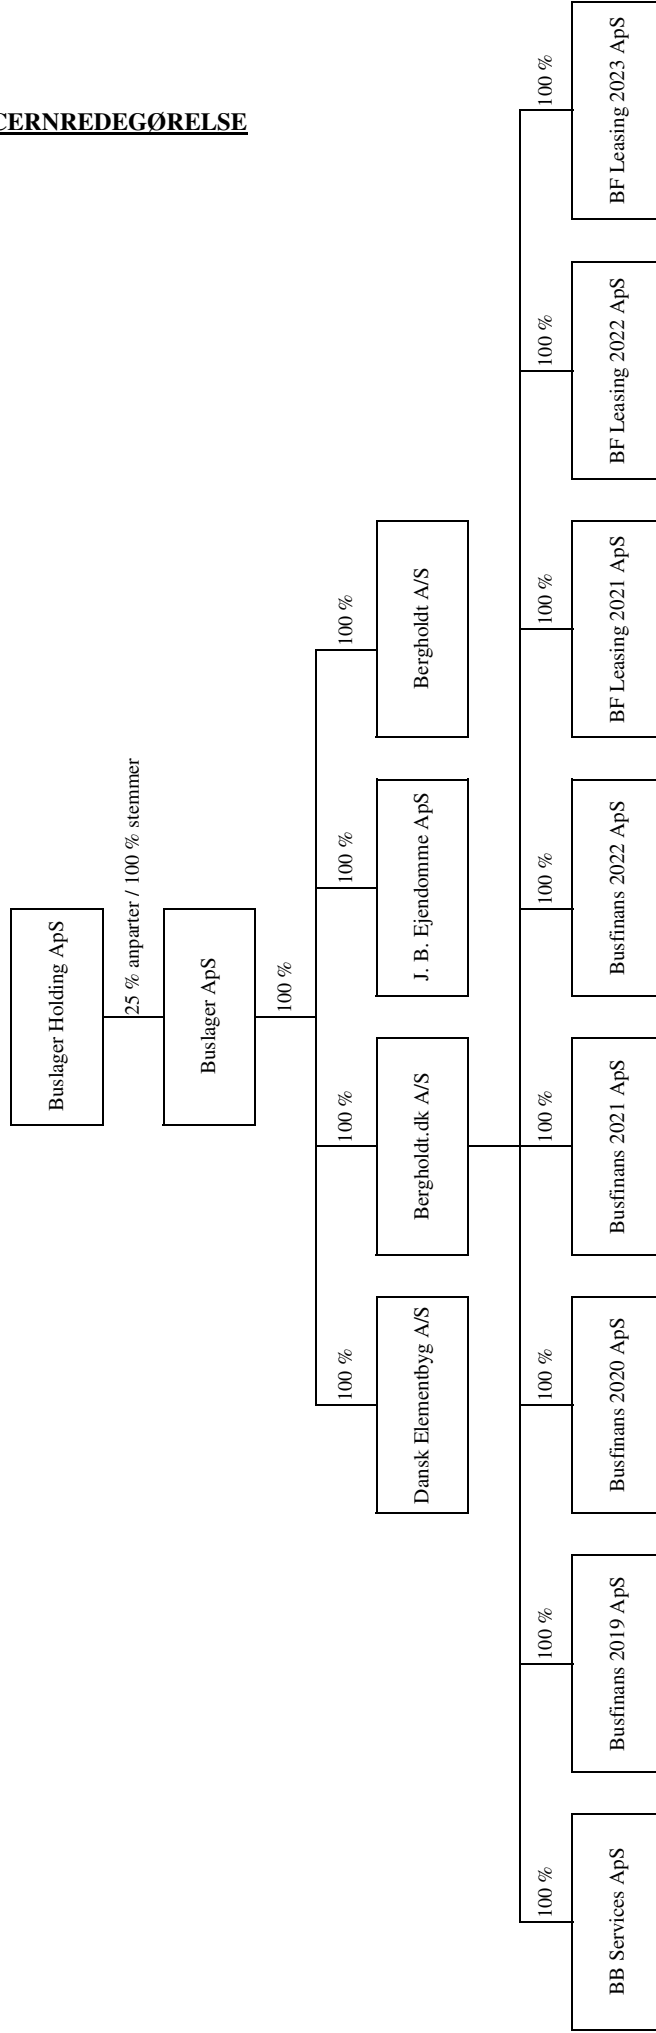 CERNREDEGØRELSE
Buslager Holding ApS
25 % anparter / 100 % stemmer
Buslager ApS
100 %
100 %
100 %
100 %
100 %
Dansk Elementbyg A/S
Bergholdt.dk A/S
J. B. Ejendomme ApS
Bergholdt A/S
100 %
100 %
100 %
100 %
100 %
100 %
100 %
100 %
BB Services ApS
Busfinans 2019 ApS
Busfinans 2020 ApS
Busfinans 2021 ApS
Busfinans 2022 ApS
BF Leasing 2021 ApS
BF Leasing 2022 ApS
BF Leasing 2023 ApS